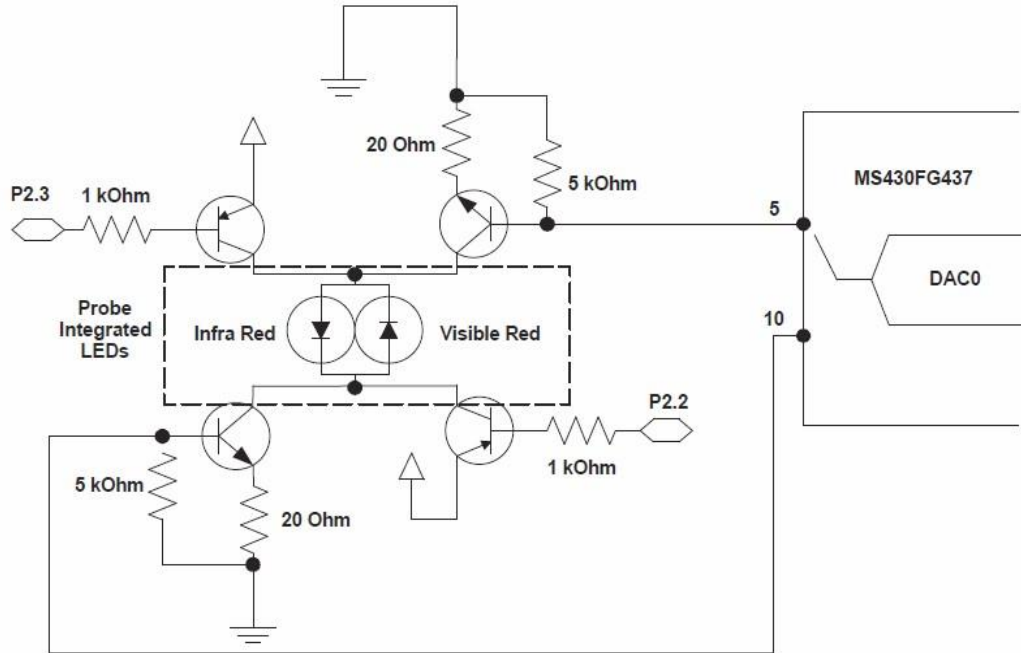 20 Ohm
5 kOhm
MS430FG437
P2.3
1 kOhm
5
DAC0
10
Probe
Integrated
LEDs
Infra Red
Visible Red
P2.2
1 kOhm
5 kOhm
20 Ohm